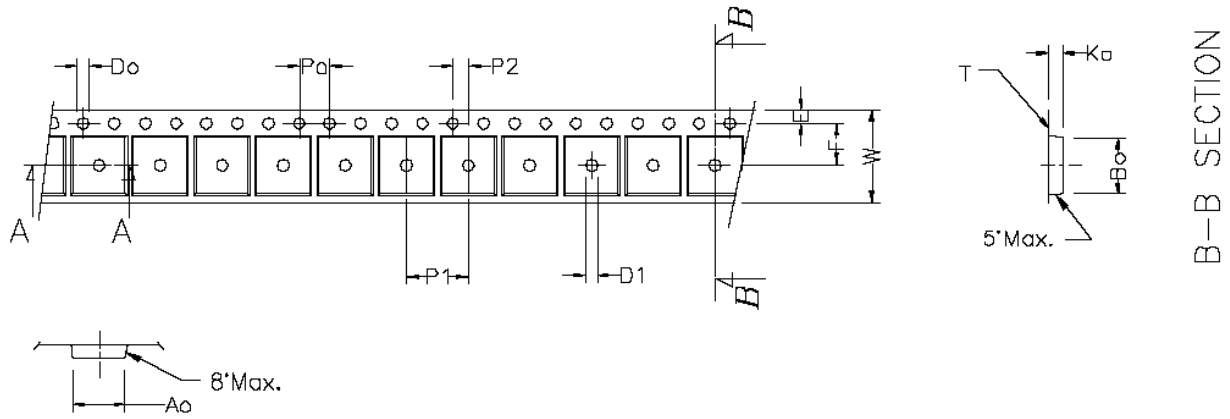 B
Do
Po
P2
E
F
W
A
A
P1
D1
B
8°Max.
Ao
T
Ko
Bo
5°Max.
B-B SECTION